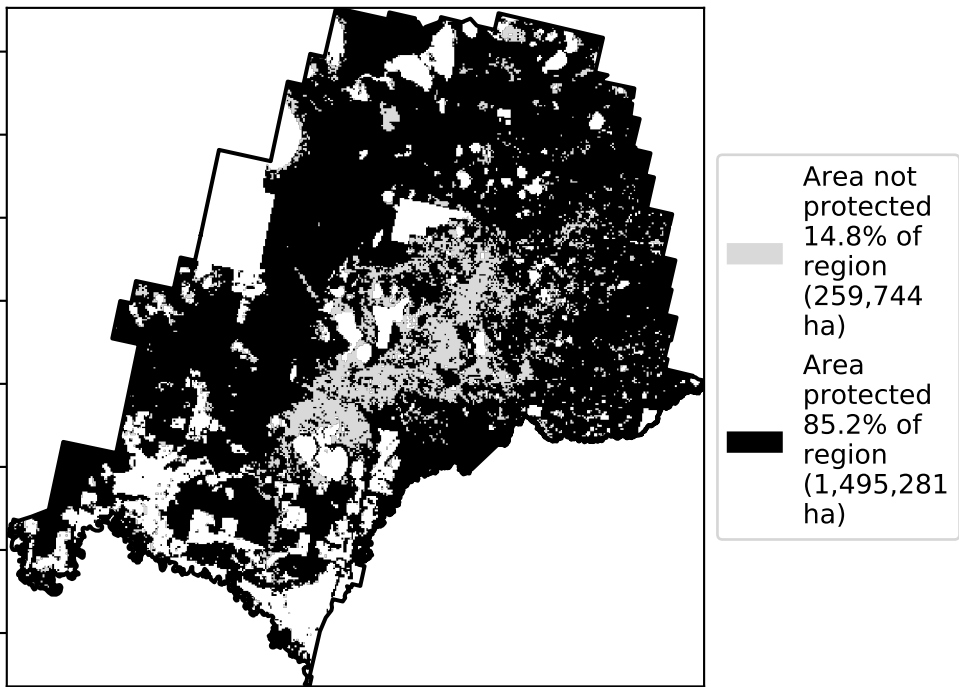 Area not
protected
14.8% of
region
(259,744
ha)
Area
protected
85.2% of
region
(1,495,281
ha)